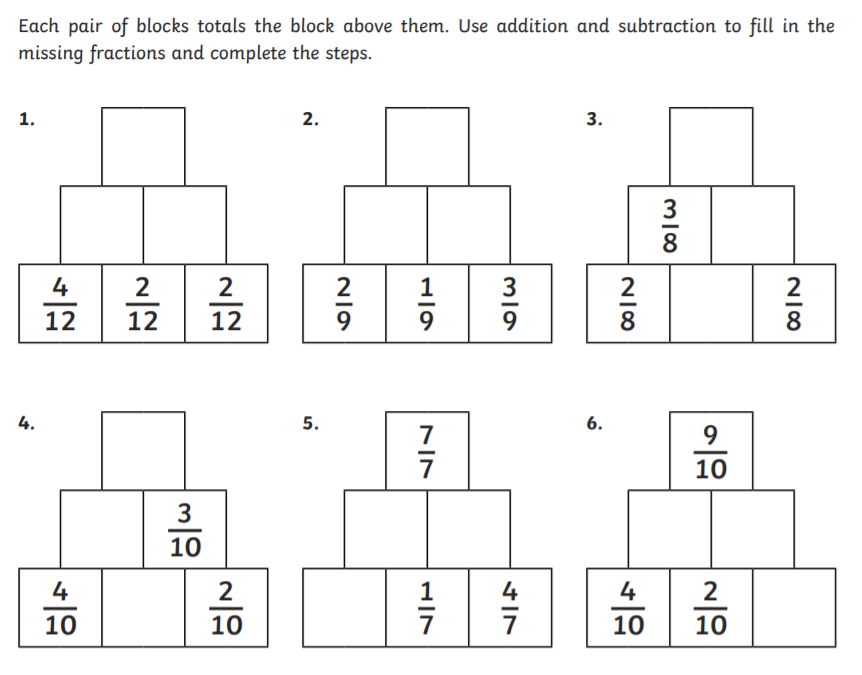 Each pair of blocks totals the block above them. Use addition and subtraction to fill in the
missing fractions and complete the steps.
1. 2. 3.
3/8
4/12 2/12 2/12 2/9 1/9 3/9 2/8 2/8
4. 5. 6.
7/7 9/10
3/10
4/10 2/10 1/7 4/7 4/10 2/10